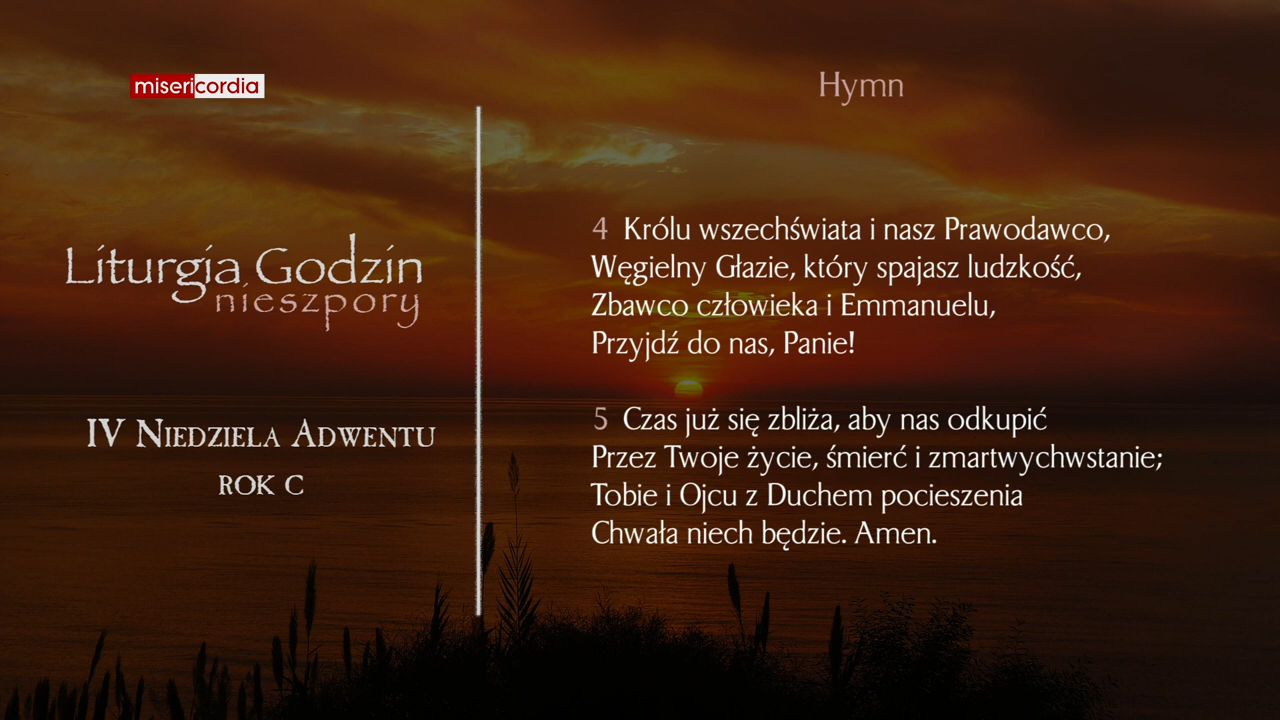 misericordia
Liturgia Godzin
nieszpory
IV Niedziela Adwentu
rok C
Hymn
4 Królu wszechświata i nasz Prawodawco,
Węgielny Głazie, który spajasz ludzkość,
Zbawco człowieka i Emmanuelu,
Przyjdź do nas, Panie!
5 Czas już się zbliża, aby nas odkupić
Przez Twoje życie, śmierć i zmartwychwstanie;
Tobie i Ojcu z Duchem pocieszenia
Chwała niech będzie. Amen.